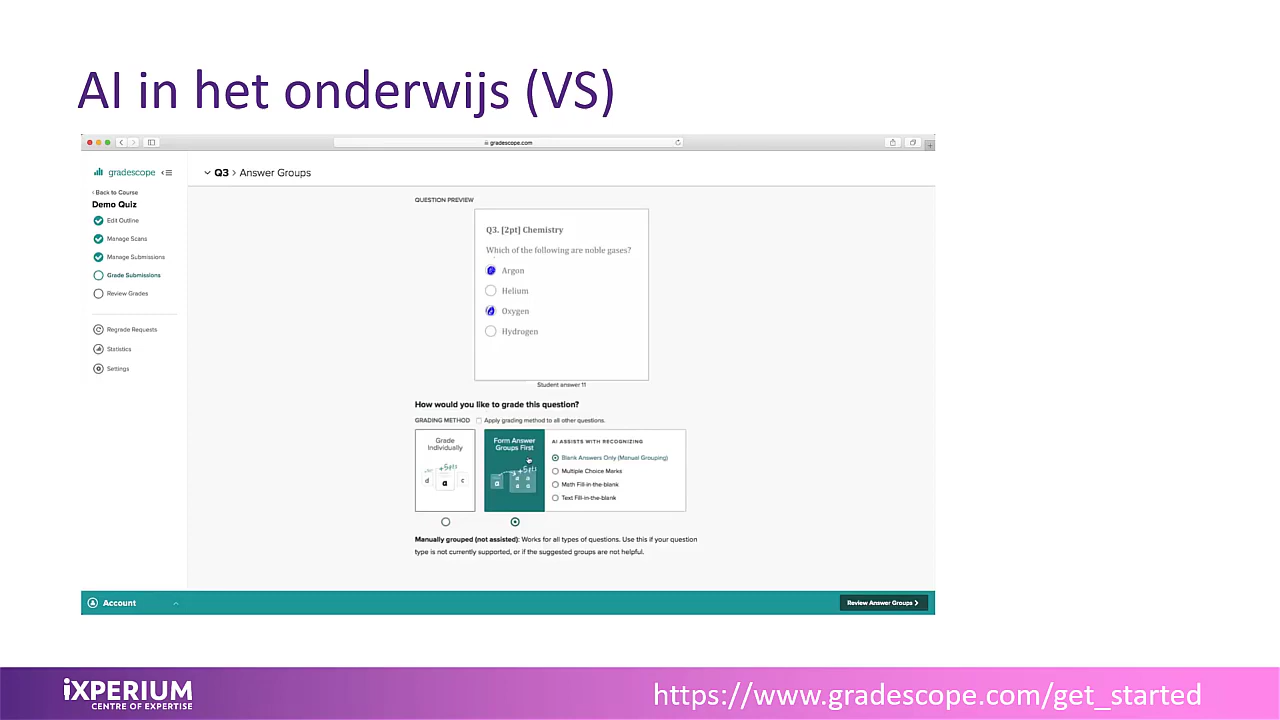 AI in het onderwijs (VS)
gradescope.com
gradescope
Q3 > Answer Groups
‹ Back to Course
Demo Quiz
Edit Outline
Manage Scans
Manage Submissions
Grade Submissions
Review Grades
Regrade Requests
Statistics
Settings
QUESTION PREVIEW
Q3. [2pt] Chemistry
Which of the following are noble gases?
Argon
Helium
Oxygen
Hydrogen
Student answer 11
How would you like to grade this question?
GRADING METHOD Apply grading method to all other questions.
Grade
Individually
+5pts
d a c
Form Answer
Groups First
+5pts
a a a
a a
AI ASSISTS WITH RECOGNIZING
Blank Answers Only (Manual Grouping)
Multiple Choice Marks
Math Fill-in-the-blank
Text Fill-in-the-blank
Manually grouped (not assisted): Works for all types of questions. Use this if your question
type is not currently supported, or if the suggested groups are not helpful.
Account
Review Answer Groups ❯
iXPERIUM
CENTRE OF EXPERTISE
https://www.gradescope.com/get_started